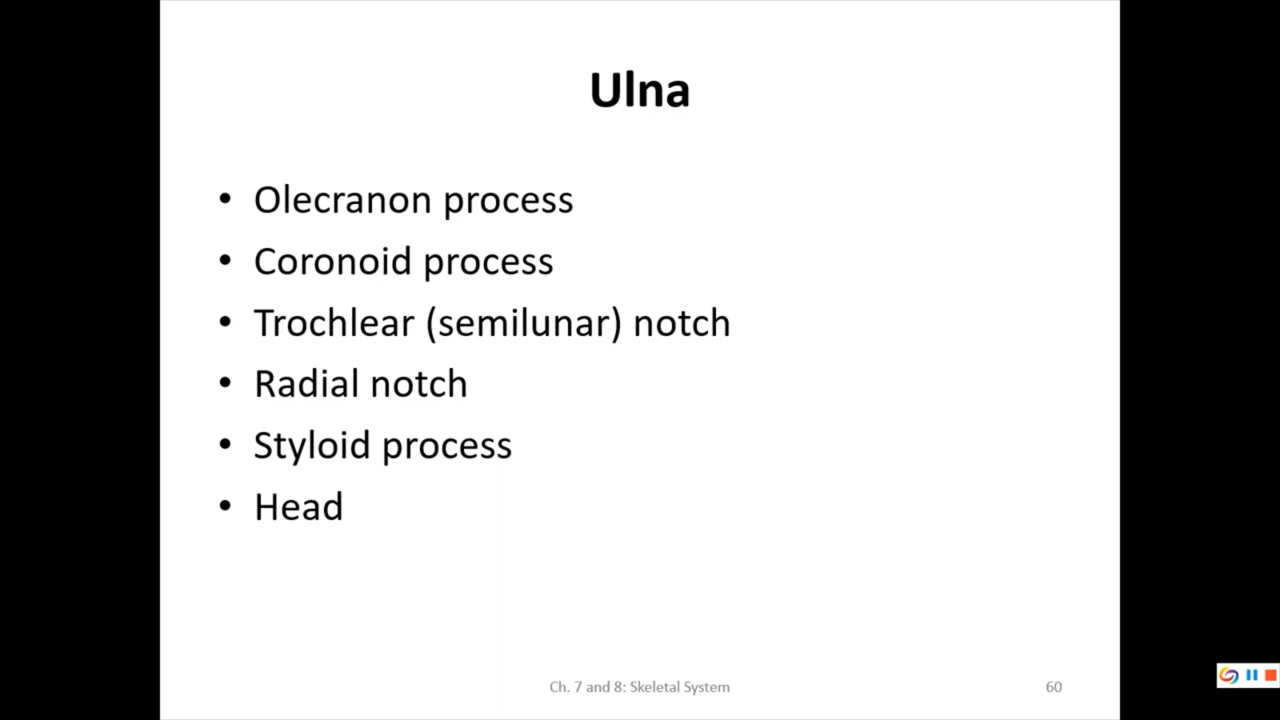 Ulna
• Olecranon process
• Coronoid process
• Trochlear (semilunar) notch
• Radial notch
• Styloid process
• Head
Ch. 7 and 8: Skeletal System
60